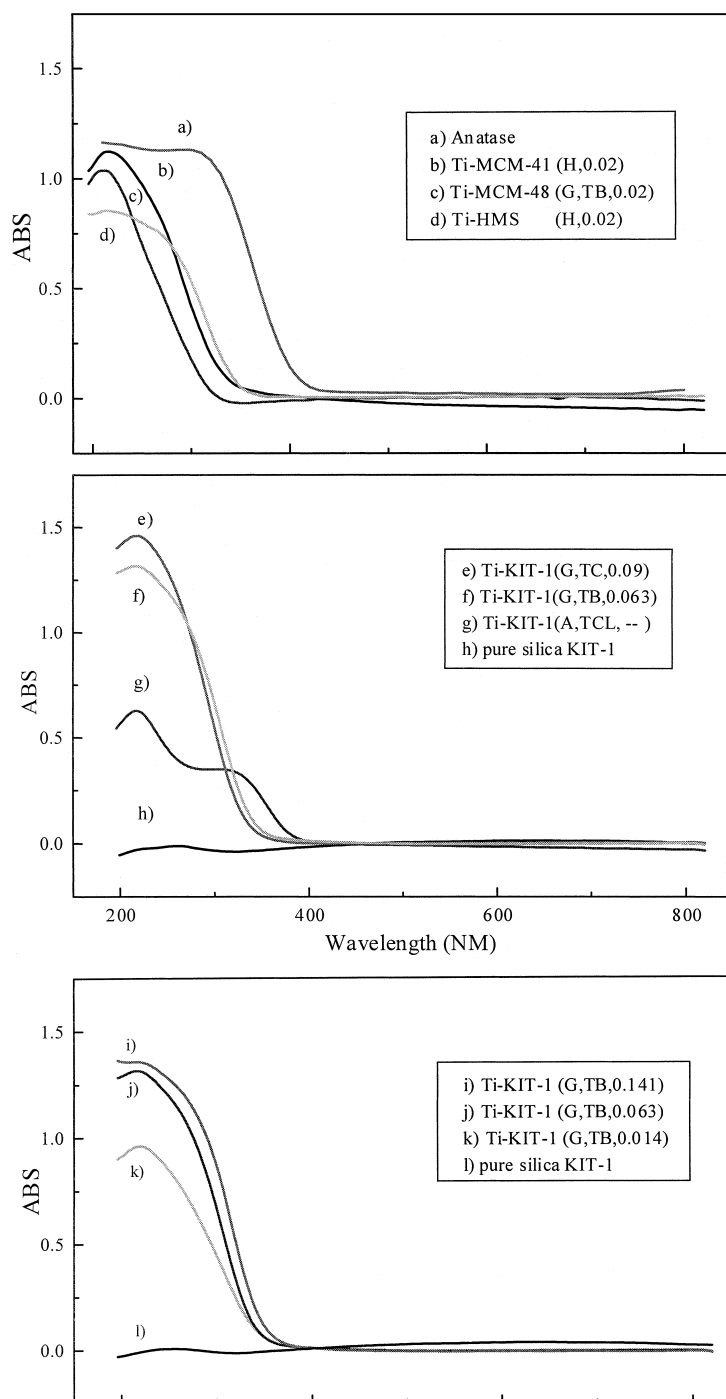 1.5
1.0
0.5
0.0
ABS
a)
b)
c)
d)
a) Anatase
b) Ti-MCM-41 (H,0.02)
c) Ti-MCM-48 (G,TB,0.02)
d) Ti-HMS (H,0.02)
1.5
1.0
0.5
0.0
ABS
e)
f)
g)
h)
e) Ti-KIT-1(G,TC,0.09)
f) Ti-KIT-1(G,TB,0.063)
g) Ti-KIT-1(A,TCL, -- )
h) pure silica KIT-1
200 400 600 800
Wavelength (NM)
1.5
1.0
0.5
0.0
ABS
i)
j)
k)
l)
i) Ti-KIT-1 (G,TB,0.141)
j) Ti-KIT-1 (G,TB,0.063)
k) Ti-KIT-1 (G,TB,0.014)
l) pure silica KIT-1